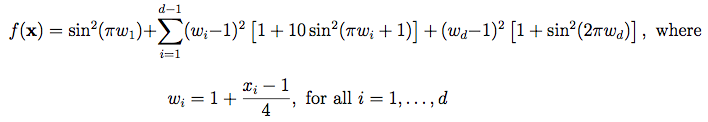 f(x) = sin²(πw₁)+∑ᵢ₌₁ᵈ⁻¹(wᵢ−1)² [1 + 10 sin²(πwᵢ + 1)] + (w_d−1)² [1 + sin²(2πw_d)] , where
wᵢ = 1 + (xᵢ − 1)/4, for all i = 1, . . . , d